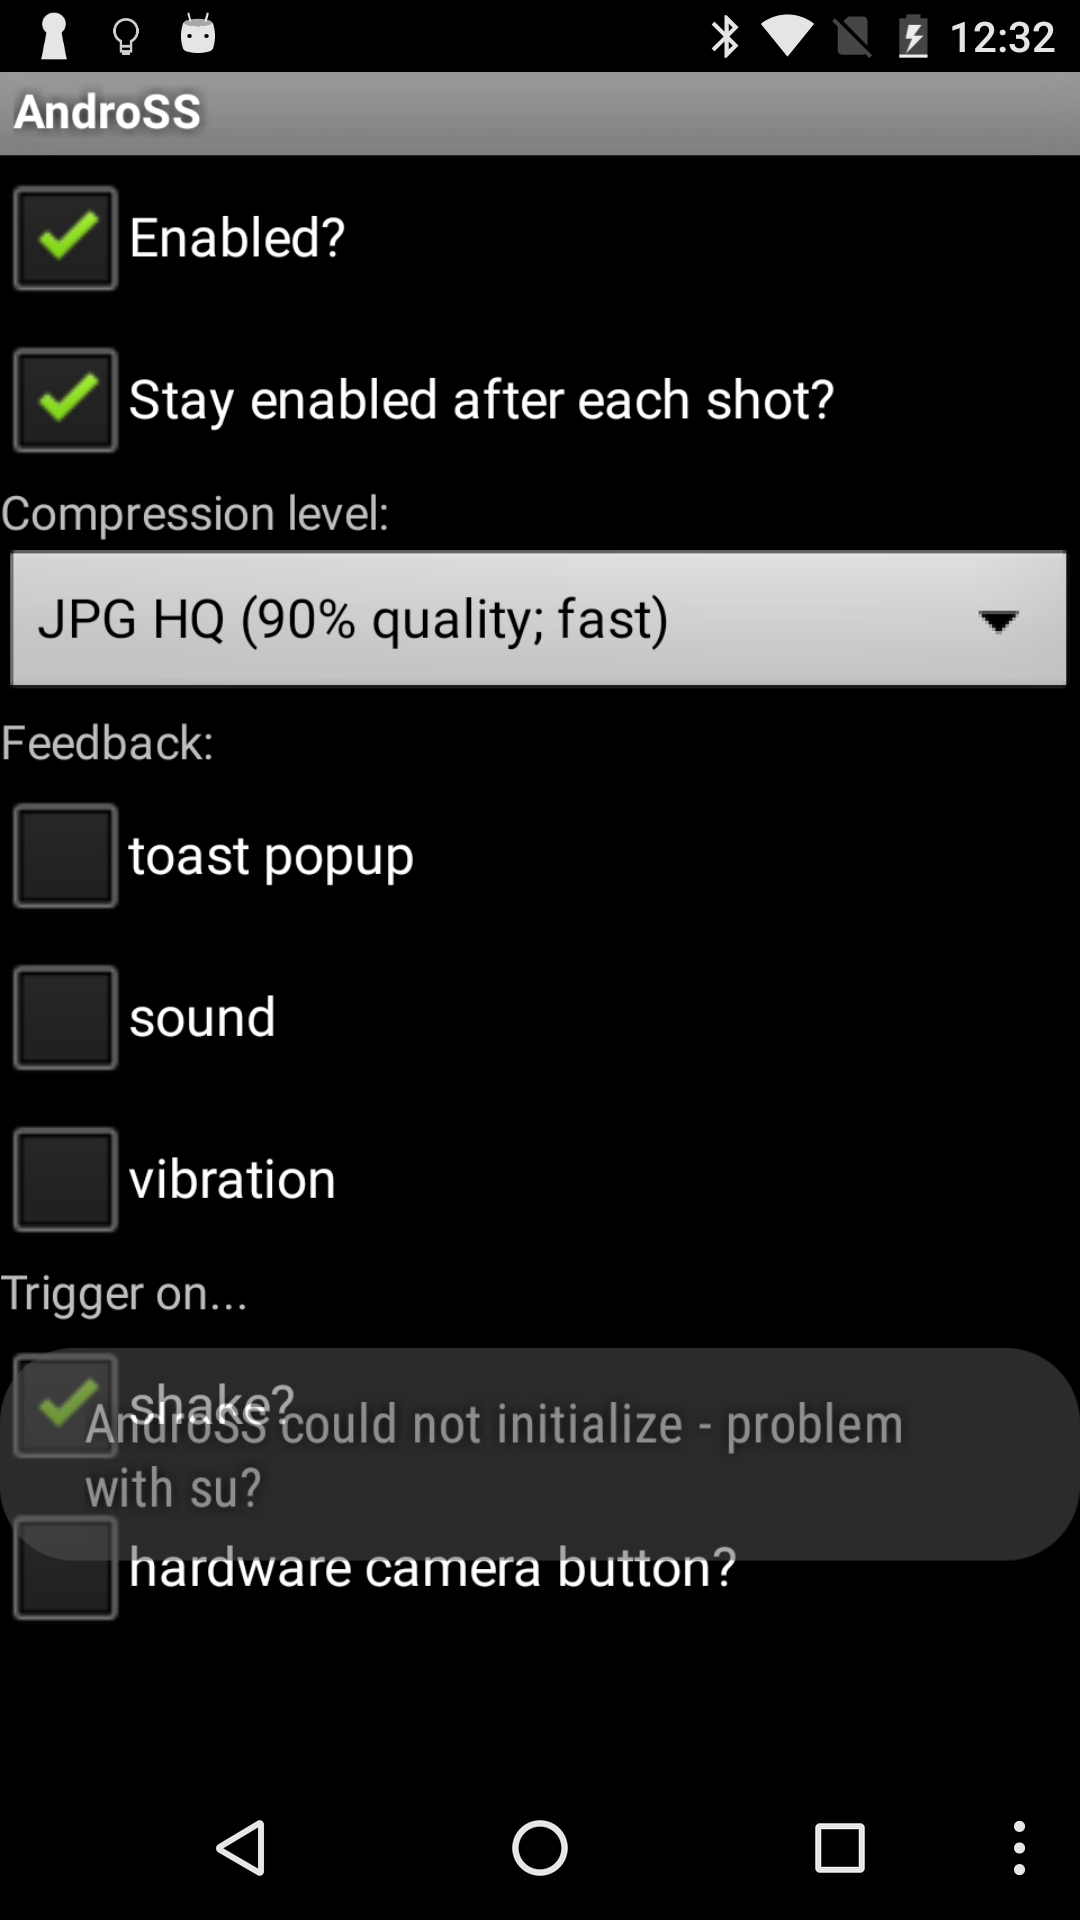 12:32
AndroSS
Enabled?
Stay enabled after each shot?
Compression level:
JPG HQ (90% quality; fast)
Feedback:
toast popup
sound
vibration
Trigger on...
shake?
AndroSS could not initialize - problem
with su?
hardware camera button?